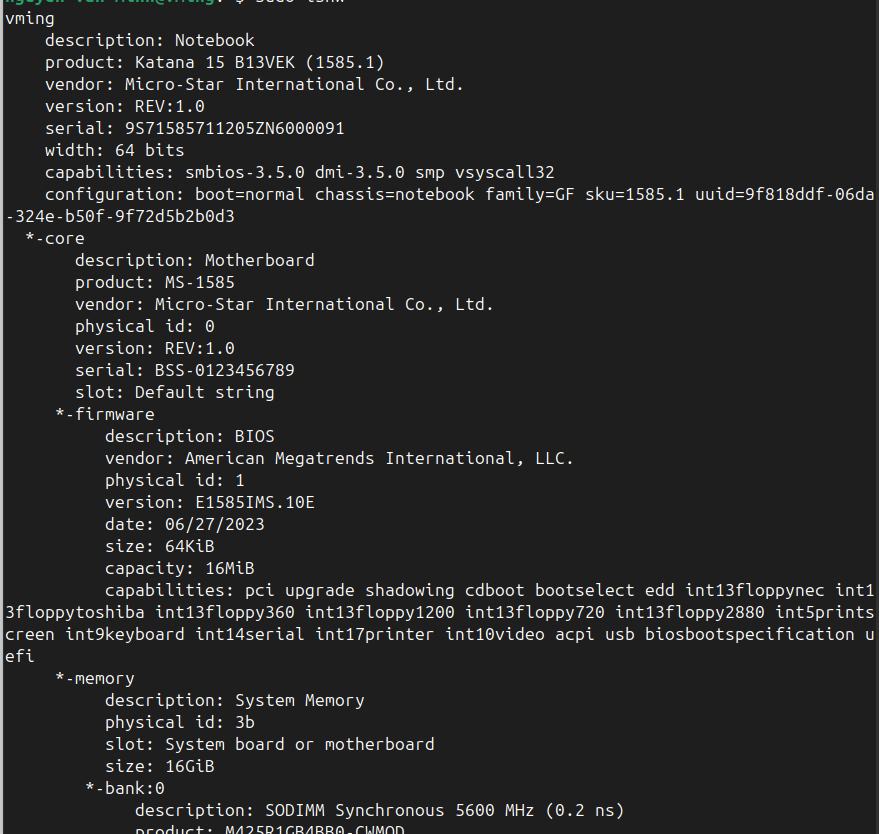 vming
description: Notebook
product: Katana 15 B13VEK (1585.1)
vendor: Micro-Star International Co., Ltd.
version: REV:1.0
serial: 9S71585711205ZN6000091
width: 64 bits
capabilities: smbios-3.5.0 dmi-3.5.0 smp vsyscall32
configuration: boot=normal chassis=notebook family=GF sku=1585.1 uuid=9f818ddf-06da
-324e-b50f-9f72d5b2b0d3
*-core
description: Motherboard
product: MS-1585
vendor: Micro-Star International Co., Ltd.
physical id: 0
version: REV:1.0
serial: BSS-0123456789
slot: Default string
*-firmware
description: BIOS
vendor: American Megatrends International, LLC.
physical id: 1
version: E1585IMS.10E
date: 06/27/2023
size: 64KiB
capacity: 16MiB
capabilities: pci upgrade shadowing cdboot bootselect edd int13floppynec int1
3floppytoshiba int13floppy360 int13floppy1200 int13floppy720 int13floppy2880 int5prints
creen int9keyboard int14serial int17printer int10video acpi usb biosbootspecification u
efi
*-memory
description: System Memory
physical id: 3b
slot: System board or motherboard
size: 16GiB
*-bank:0
description: SODIMM Synchronous 5600 MHz (0.2 ns)
product: M425R1GB4BB0-CWMOD